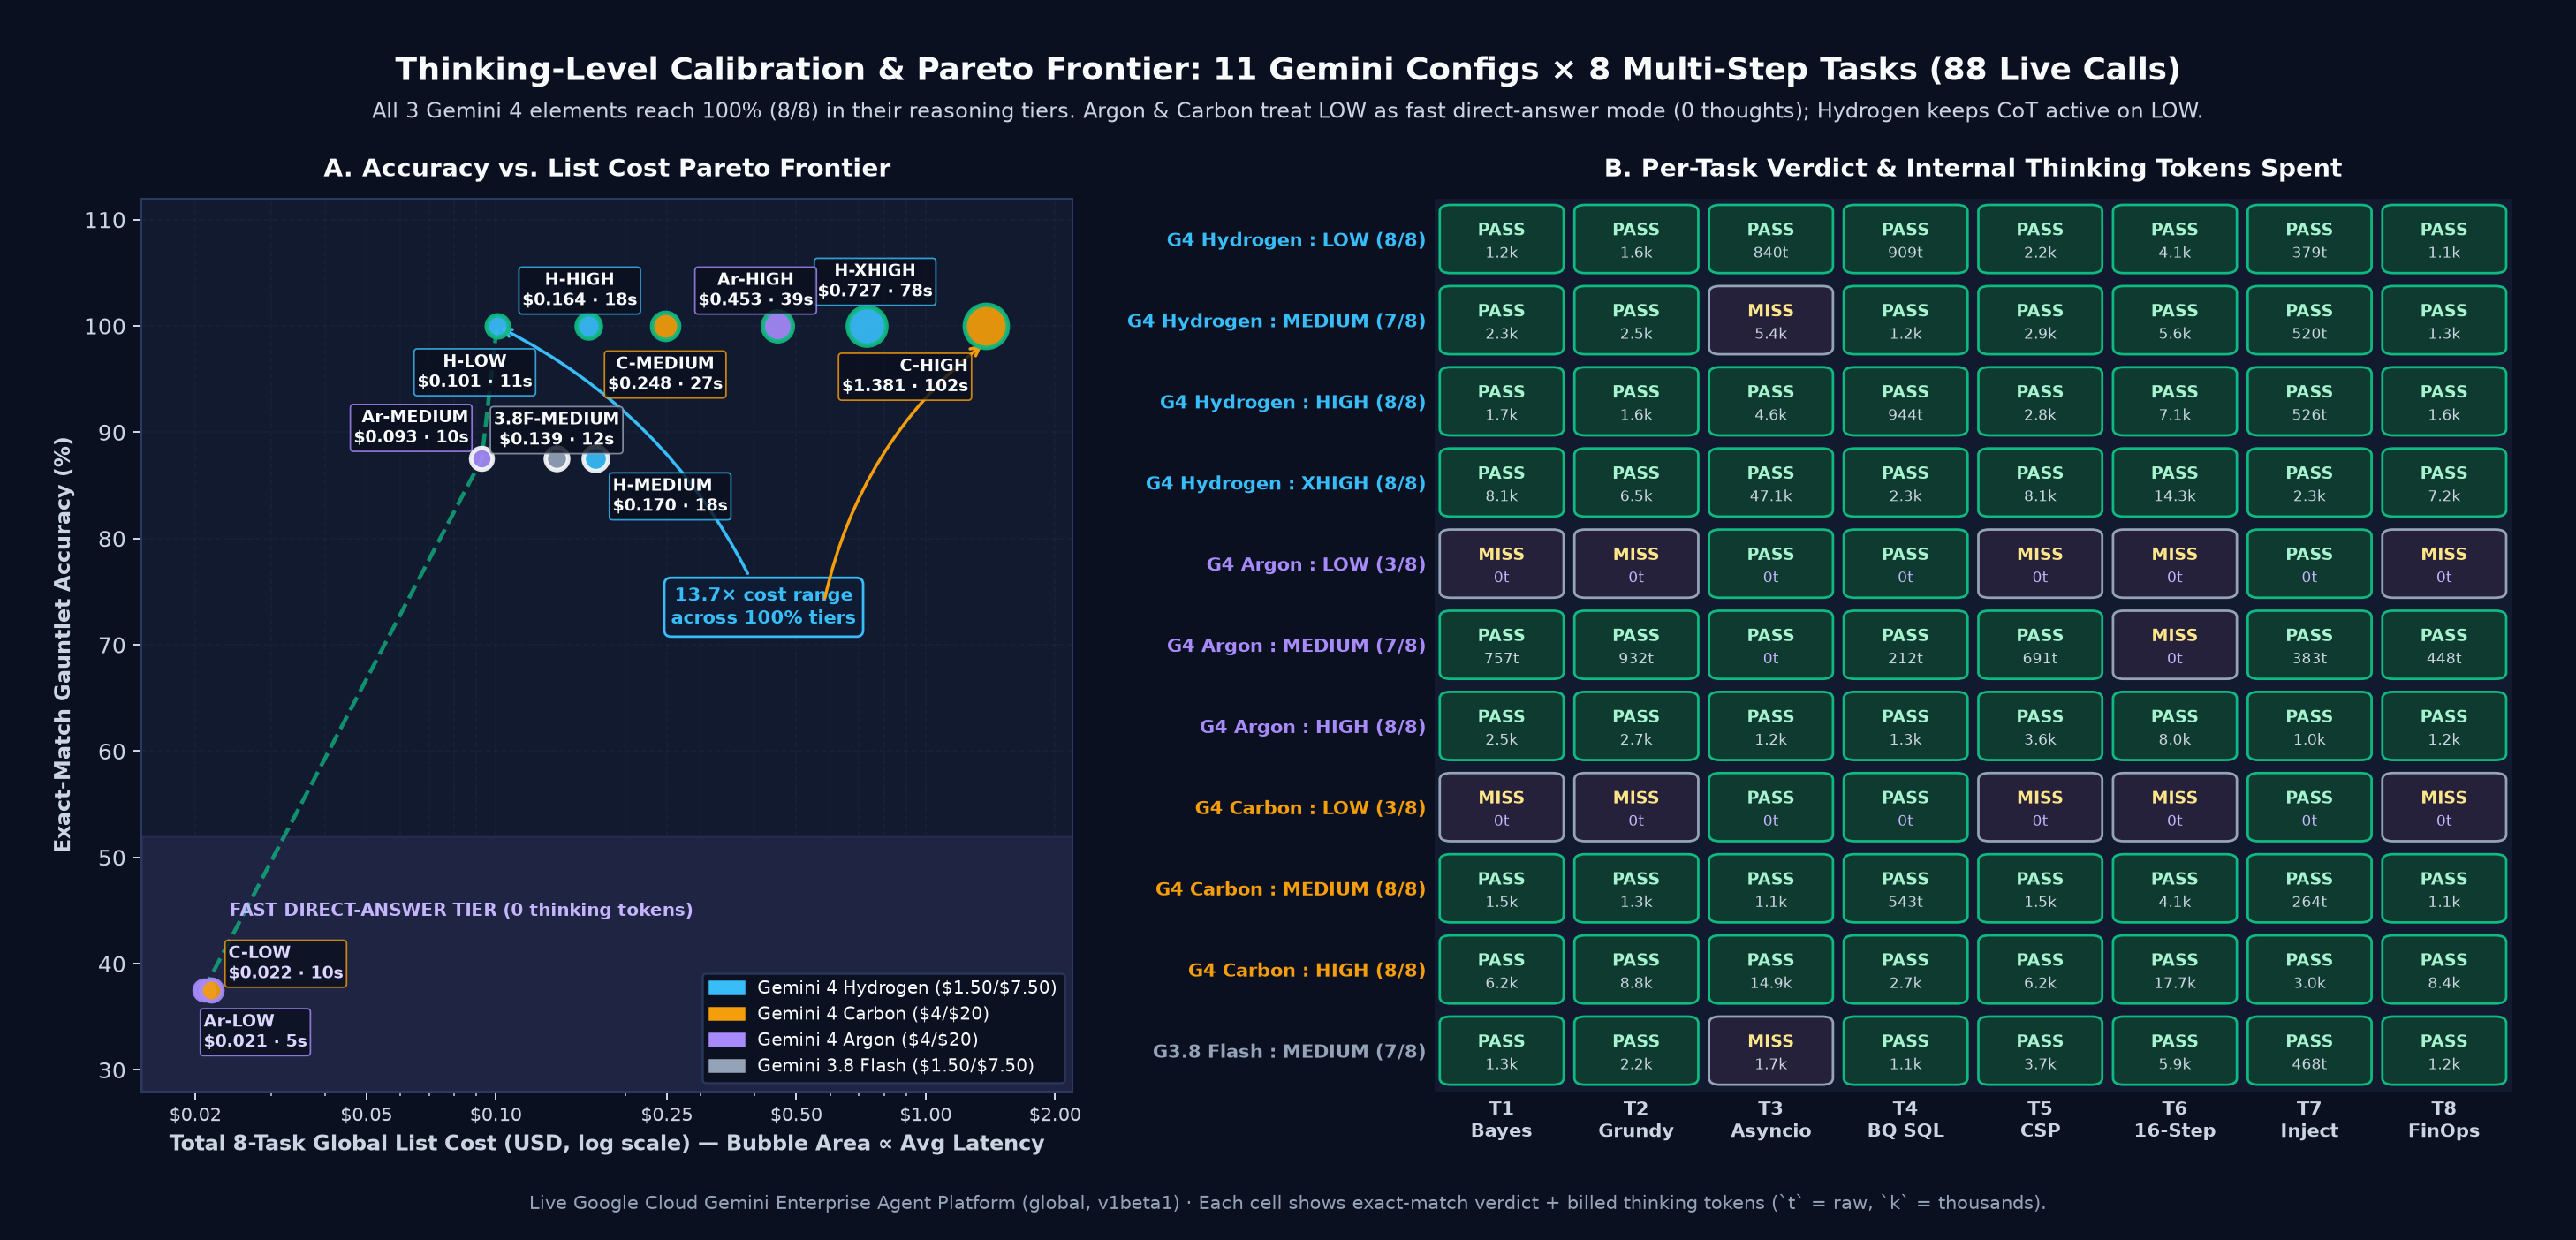 Thinking-Level Calibration & Pareto Frontier: 11 Gemini Configs × 8 Multi-Step Tasks (88 Live Calls)
All 3 Gemini 4 elements reach 100% (8/8) in their reasoning tiers. Argon & Carbon treat LOW as fast direct-answer mode (0 thoughts); Hydrogen keeps CoT active on LOW.
A. Accuracy vs. List Cost Pareto Frontier
Exact-Match Gauntlet Accuracy (%)
110
100
90
80
70
60
50
40
30
H-HIGH
$0.164 · 18s
Ar-HIGH
$0.453 · 39s
H-XHIGH
$0.727 · 78s
H-LOW
$0.101 · 11s
C-MEDIUM
$0.248 · 27s
C-HIGH
$1.381 · 102s
Ar-MEDIUM
$0.093 · 10s
3.8F-MEDIUM
$0.139 · 12s
H-MEDIUM
$0.170 · 18s
13.7× cost range
across 100% tiers
FAST DIRECT-ANSWER TIER (0 thinking tokens)
C-LOW
$0.022 · 10s
Ar-LOW
$0.021 · 5s
Gemini 4 Hydrogen ($1.50/$7.50)
Gemini 4 Carbon ($4/$20)
Gemini 4 Argon ($4/$20)
Gemini 3.8 Flash ($1.50/$7.50)
$0.02 $0.05 $0.10 $0.25 $0.50 $1.00 $2.00
Total 8-Task Global List Cost (USD, log scale) — Bubble Area ∝ Avg Latency
B. Per-Task Verdict & Internal Thinking Tokens Spent
G4 Hydrogen : LOW (8/8)
PASS PASS PASS PASS PASS PASS PASS PASS
1.2k 1.6k 840t 909t 2.2k 4.1k 379t 1.1k
G4 Hydrogen : MEDIUM (7/8)
PASS PASS MISS PASS PASS PASS PASS PASS
2.3k 2.5k 5.4k 1.2k 2.9k 5.6k 520t 1.3k
G4 Hydrogen : HIGH (8/8)
PASS PASS PASS PASS PASS PASS PASS PASS
1.7k 1.6k 4.6k 944t 2.8k 7.1k 526t 1.6k
G4 Hydrogen : XHIGH (8/8)
PASS PASS PASS PASS PASS PASS PASS PASS
8.1k 6.5k 47.1k 2.3k 8.1k 14.3k 2.3k 7.2k
G4 Argon : LOW (3/8)
MISS MISS PASS PASS MISS MISS PASS MISS
0t 0t 0t 0t 0t 0t 0t 0t
G4 Argon : MEDIUM (7/8)
PASS PASS PASS PASS PASS MISS PASS PASS
757t 932t 0t 212t 691t 0t 383t 448t
G4 Argon : HIGH (8/8)
PASS PASS PASS PASS PASS PASS PASS PASS
2.5k 2.7k 1.2k 1.3k 3.6k 8.0k 1.0k 1.2k
G4 Carbon : LOW (3/8)
MISS MISS PASS PASS MISS MISS PASS MISS
0t 0t 0t 0t 0t 0t 0t 0t
G4 Carbon : MEDIUM (8/8)
PASS PASS PASS PASS PASS PASS PASS PASS
1.5k 1.3k 1.1k 543t 1.5k 4.1k 264t 1.1k
G4 Carbon : HIGH (8/8)
PASS PASS PASS PASS PASS PASS PASS PASS
6.2k 8.8k 14.9k 2.7k 6.2k 17.7k 3.0k 8.4k
G3.8 Flash : MEDIUM (7/8)
PASS PASS MISS PASS PASS PASS PASS PASS
1.3k 2.2k 1.7k 1.1k 3.7k 5.9k 468t 1.2k
T1 T2 T3 T4 T5 T6 T7 T8
Bayes Grundy Asyncio BQ SQL CSP 16-Step Inject FinOps
Live Google Cloud Gemini Enterprise Agent Platform (global, v1beta1) · Each cell shows exact-match verdict + billed thinking tokens (`t` = raw, `k` = thousands).